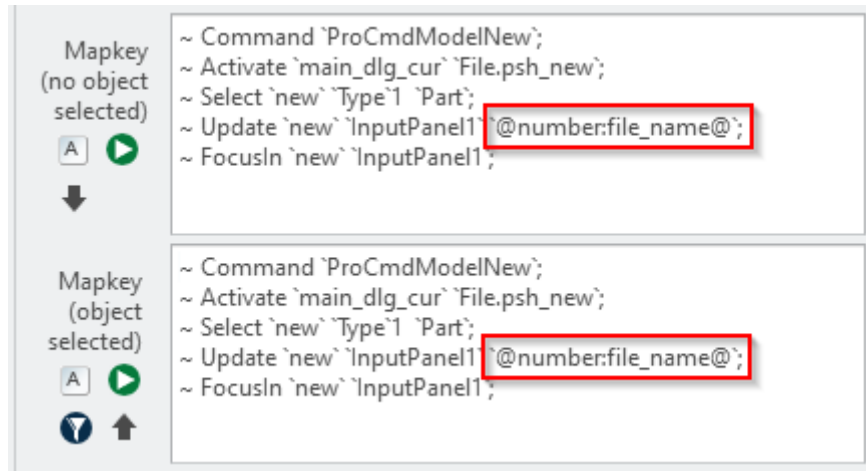 Mapkey
(no object
selected)
A
~ Command `ProCmdModelNew`;
~ Activate `main_dlg_cur` `File.psh_new`;
~ Select `new` `Type`1 `Part`;
~ Update `new` `InputPanel1` `@number:file_name@`;
~ FocusIn `new` `InputPanel1`;
Mapkey
(object
selected)
A
~ Command `ProCmdModelNew`;
~ Activate `main_dlg_cur` `File.psh_new`;
~ Select `new` `Type`1 `Part`;
~ Update `new` `InputPanel1` `@number:file_name@`;
~ FocusIn `new` `InputPanel1`;